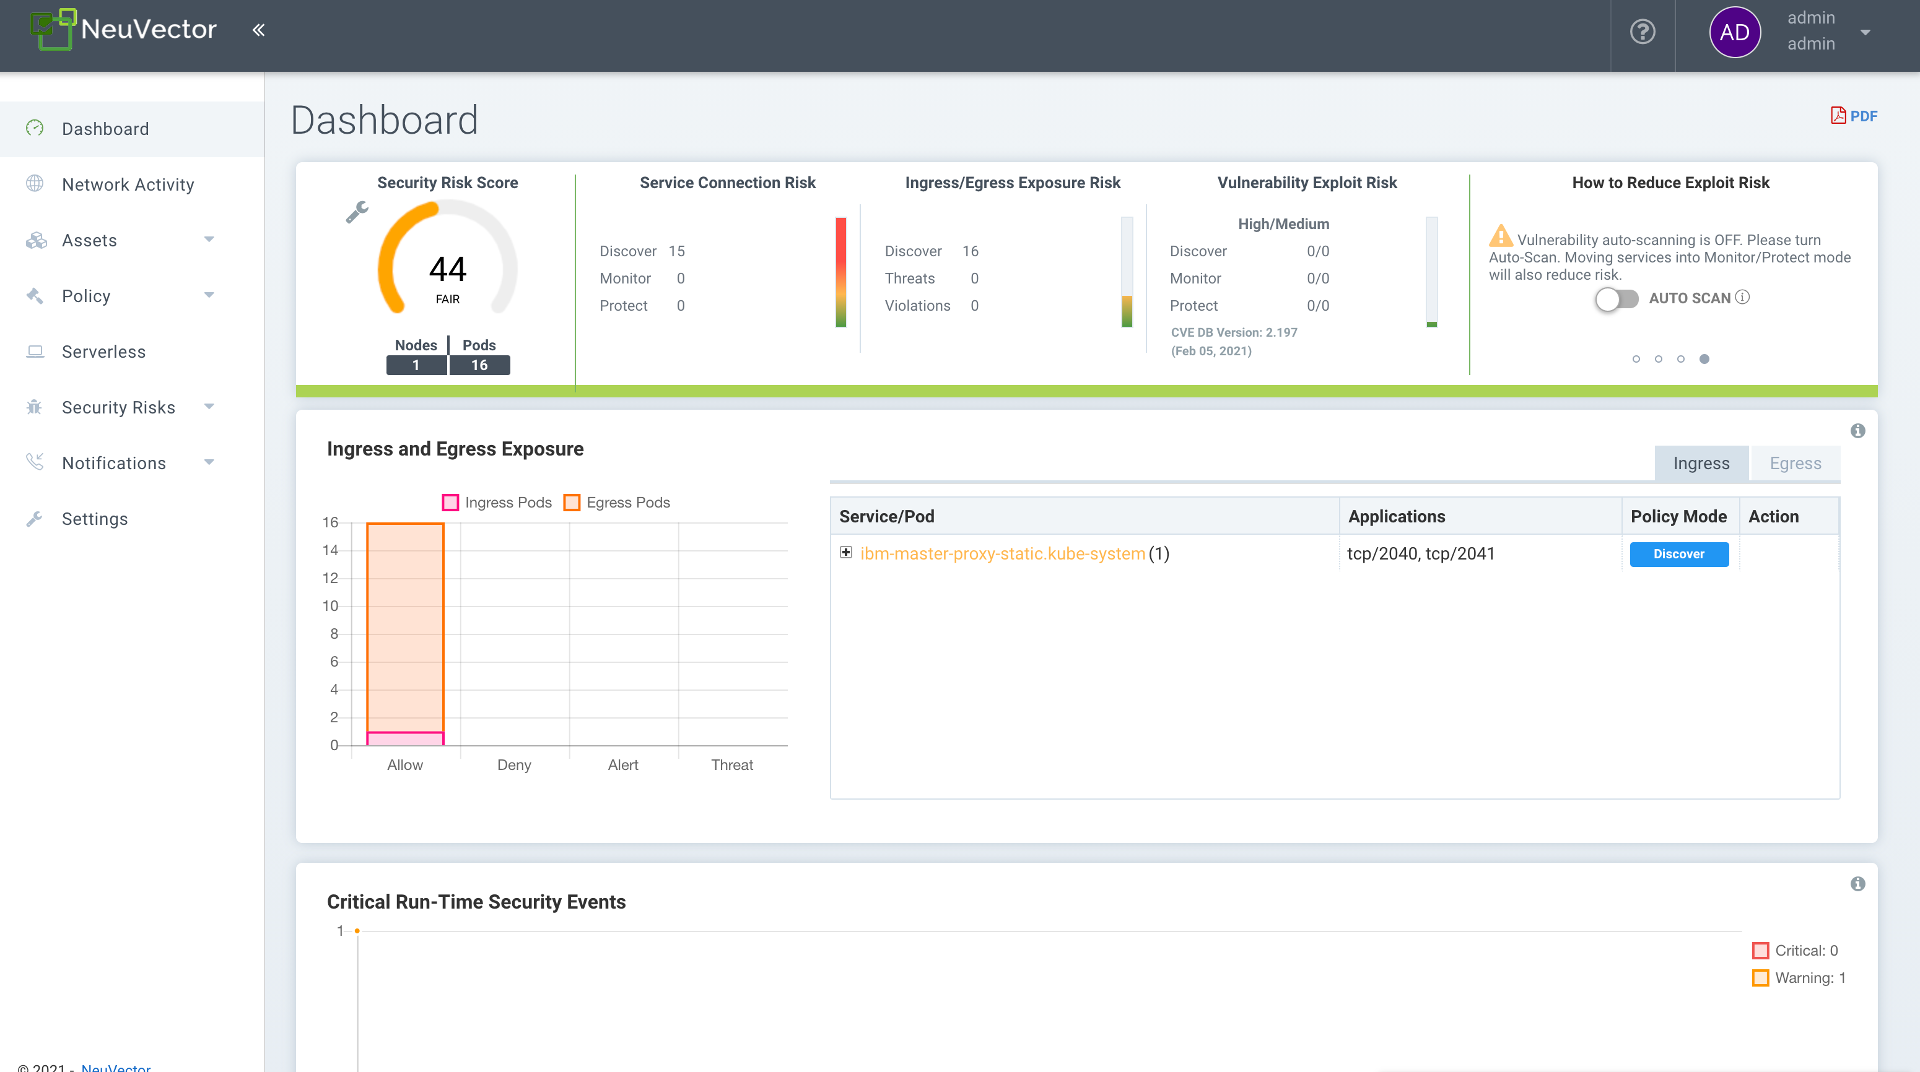 NeuVector
«
?
AD
admin
admin
Dashboard
Network Activity
Assets
Policy
Serverless
Security Risks
Notifications
Settings
© 2021 - NeuVector
Dashboard
PDF
Security Risk Score
44
FAIR
Nodes Pods
1 16
Service Connection Risk
Discover 15
Monitor 0
Protect 0
Ingress/Egress Exposure Risk
Discover 16
Threats 0
Violations 0
Vulnerability Exploit Risk
High/Medium
Discover 0/0
Monitor 0/0
Protect 0/0
CVE DB Version: 2.197
(Feb 05, 2021)
How to Reduce Exploit Risk
Vulnerability auto-scanning is OFF. Please turn
Auto-Scan. Moving services into Monitor/Protect mode
will also reduce risk.
AUTO SCAN
Ingress and Egress Exposure
Ingress Pods Egress Pods
16
14
12
10
8
6
4
2
0
Allow Deny Alert Threat
Ingress Egress
Service/Pod Applications Policy Mode Action
ibm-master-proxy-static.kube-system (1) tcp/2040, tcp/2041 Discover
Critical Run-Time Security Events
1
Critical: 0
Warning: 1